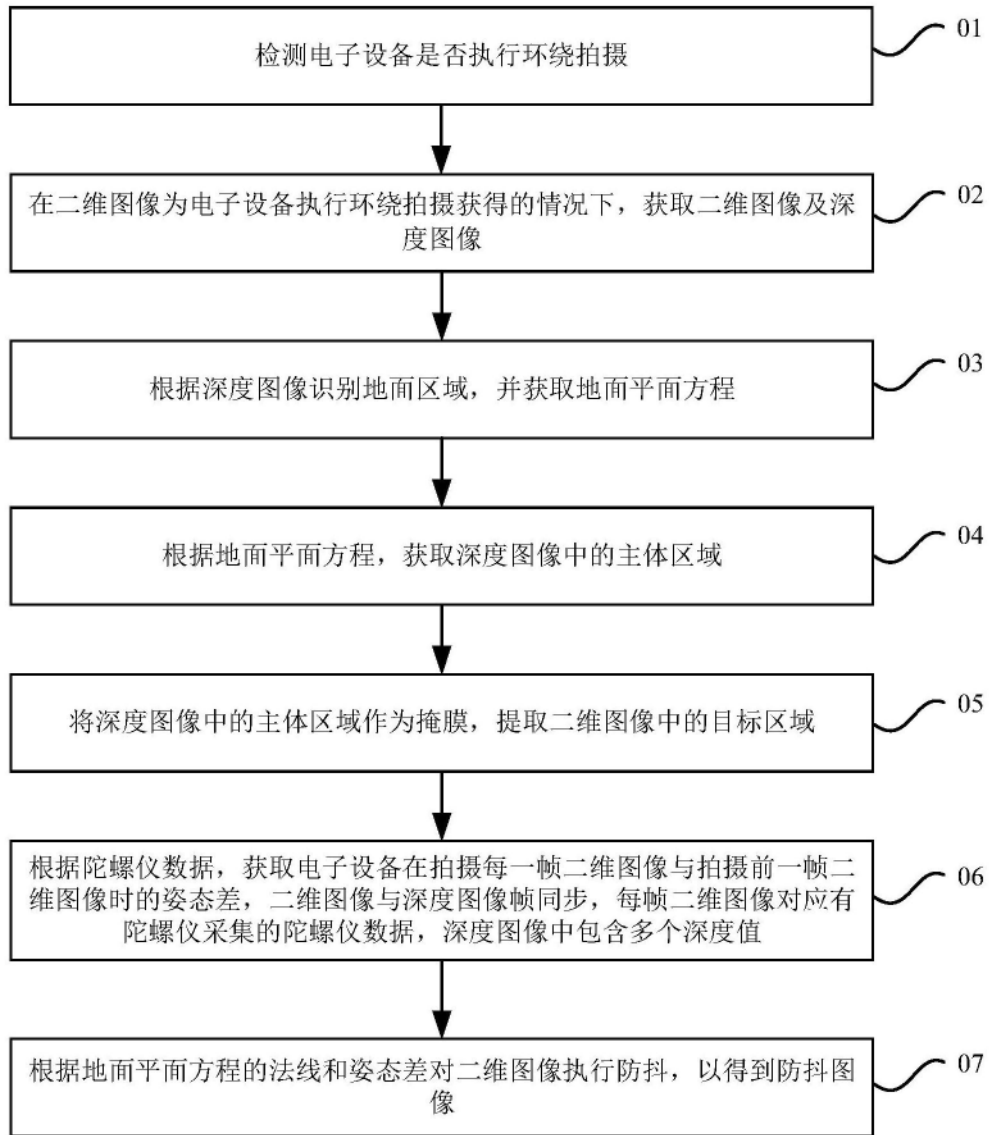 检测电子设备是否执行环绕拍摄
01
在二维图像为电子设备执行环绕拍摄获得的情况下，获取二维图像及深
度图像
02
根据深度图像识别地面区域，并获取地面平面方程
03
根据地面平面方程，获取深度图像中的主体区域
04
将深度图像中的主体区域作为掩膜，提取二维图像中的目标区域
05
根据陀螺仪数据，获取电子设备在拍摄每一帧二维图像与拍摄前一帧二
维图像时的姿态差，二维图像与深度图像帧同步，每帧二维图像对应有
陀螺仪采集的陀螺仪数据，深度图像中包含多个深度值
06
根据地面平面方程的法线和姿态差对二维图像执行防抖，以得到防抖图
像
07